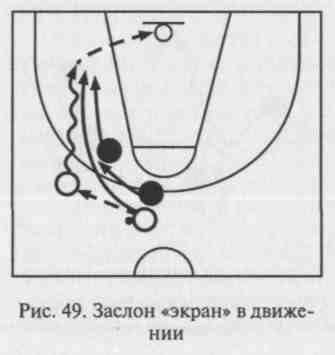 Рис. 49. Заслон «экран» в движе-
нии